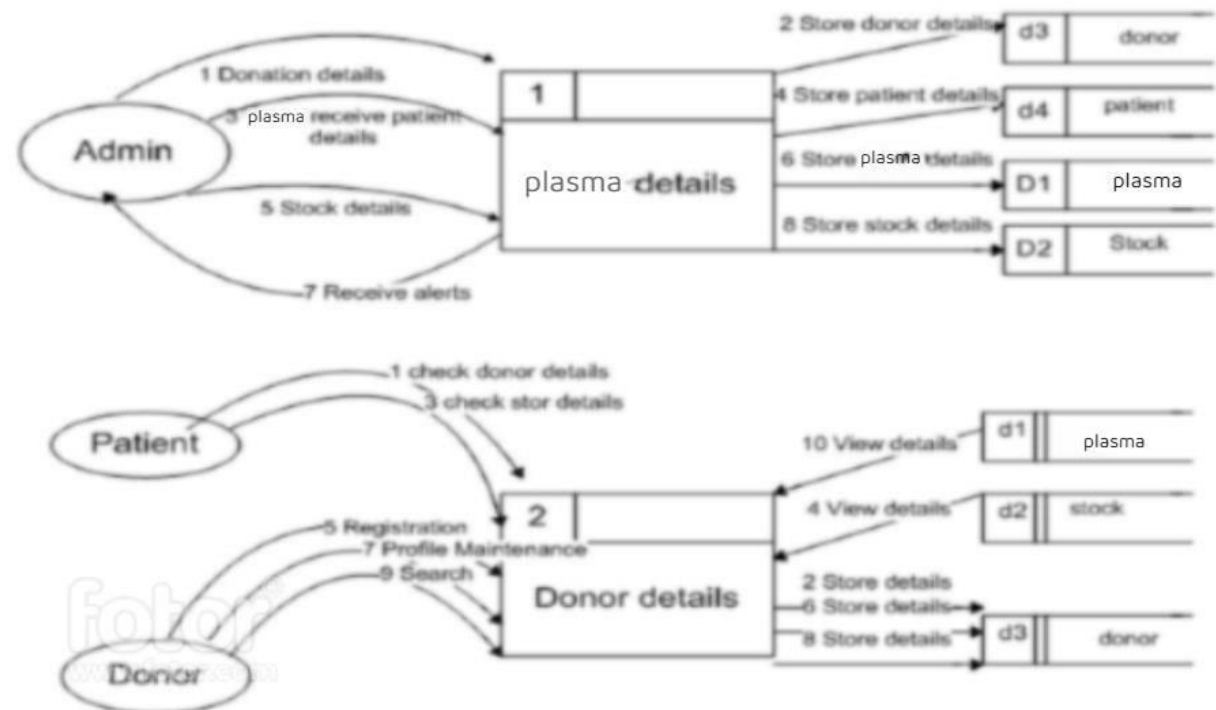 2 Store donor details
d3
donor
1 Donation details
1
4 Store patient details
d4
patient
3 plasma receive patient
details
Admin
6 Store plasma details
D1
plasma
plasma details
5 Stock details
8 Store stock details
D2
Stock
7 Receive alerts
1 check donor details
3 check stor details
Patient
d1
plasma
10 View details
2
4 View details
d2
stock
5 Registration
7 Profile Maintenance
9 Search
2 Store details
Donor details
6 Store details
8 Store details
d3
donor
fotor
Donor